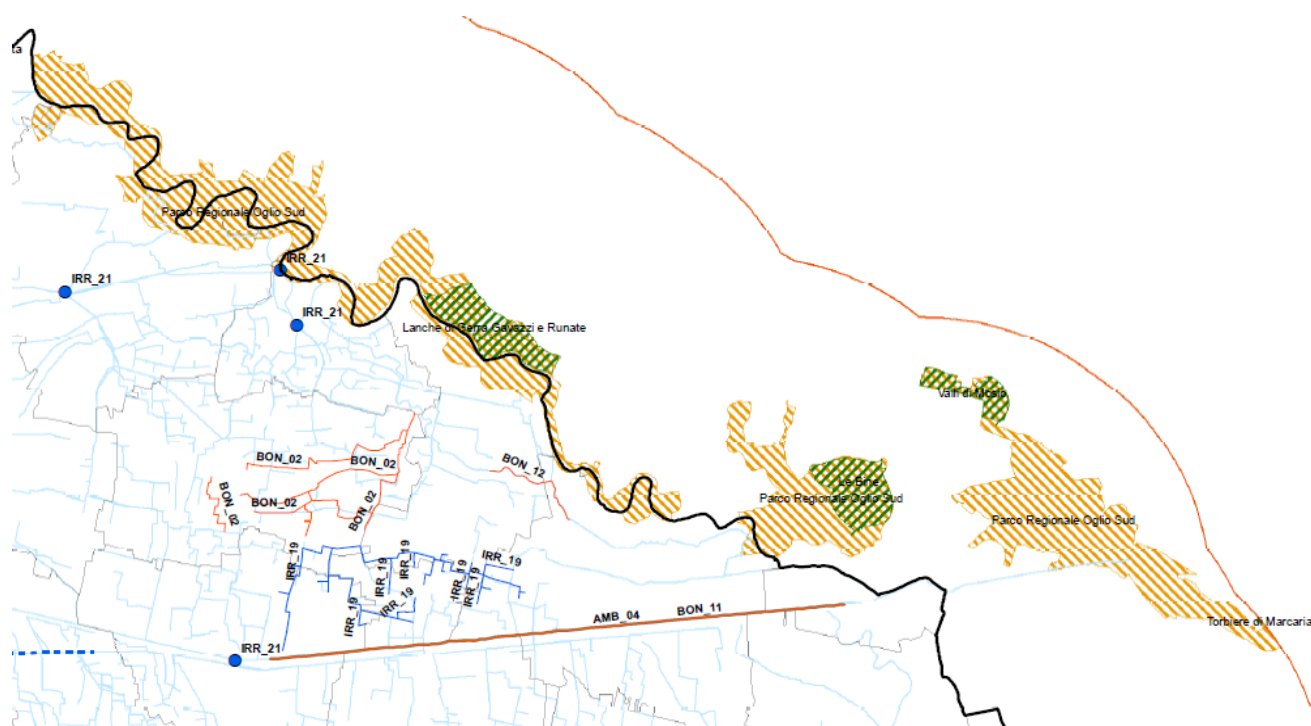 ta
Parco Regionale Oglio Sud
IRR_21
IRR_21
IRR_21
Lanche di Gerra Gavazzi e Runate
Valli di Mosio
BON_02
BON_02
BON_12
BON_02
BON_02
BON_02
Le Bine
Parco Regionale Oglio Sud
Parco Regionale Oglio Sud
IRR_19
IRR_19
IRR_19
IRR_19
IRR_19
IRR_19
IRR_19
IRR_19
BON_11
AMB_04
Torbiere di Marcaria
IRR_21